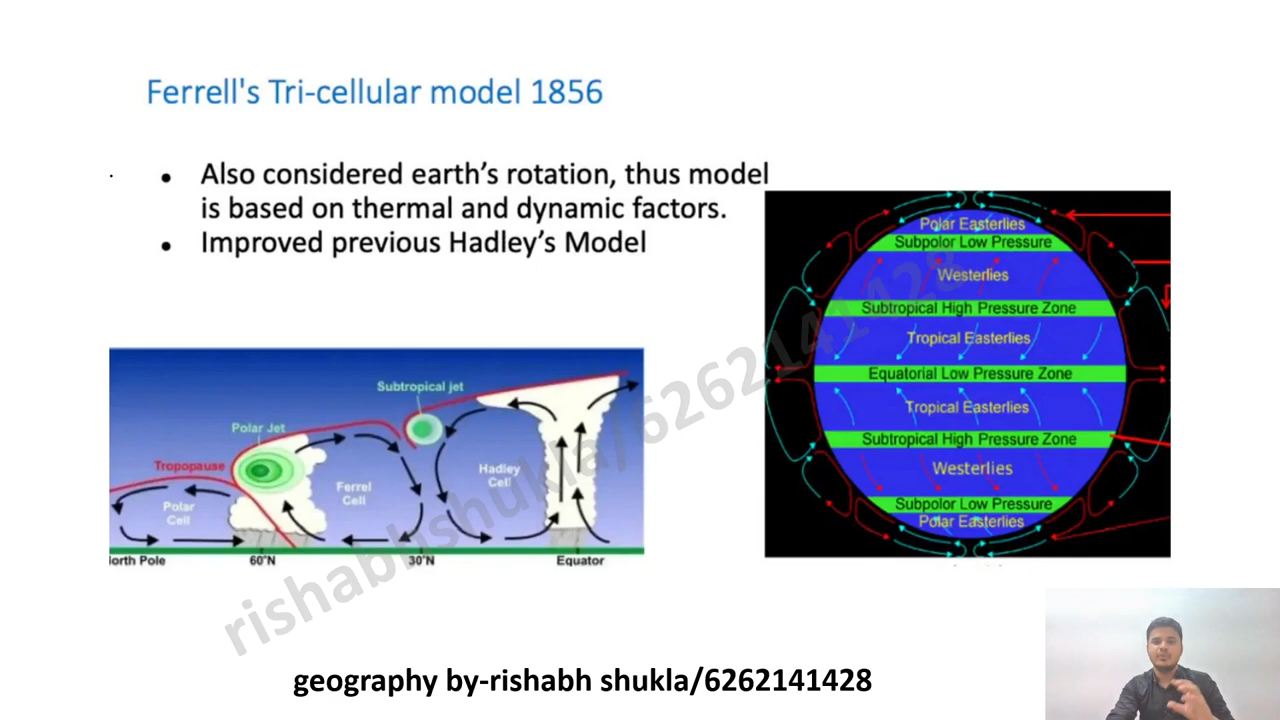 Ferrell's Tri-cellular model 1856
• Also considered earth's rotation, thus model
is based on thermal and dynamic factors.
• Improved previous Hadley's Model
Polar Easterlies
Subpolor Low Pressure
Westerlies
Subtropical High Pressure Zone
Tropical Easterlies
Equatorial Low Pressure Zone
Tropical Easterlies
Subtropical High Pressure Zone
Westerlies
Subpolor Low Pressure
Polar Easterlies
Subtropical jet
Polar Jet
Tropopause
Polar
Cell
Ferrel
Cell
Hadley
Cell
orth Pole
60°N
30°N
Equator
rishabhshukla/6262141428
geography by-rishabh shukla/6262141428